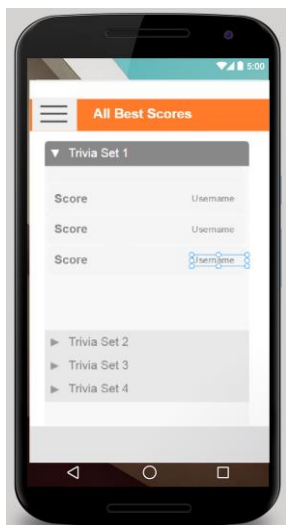 5:00
All Best Scores
▼ Trivia Set 1
Score Username
Score Username
Score Username
► Trivia Set 2
► Trivia Set 3
► Trivia Set 4